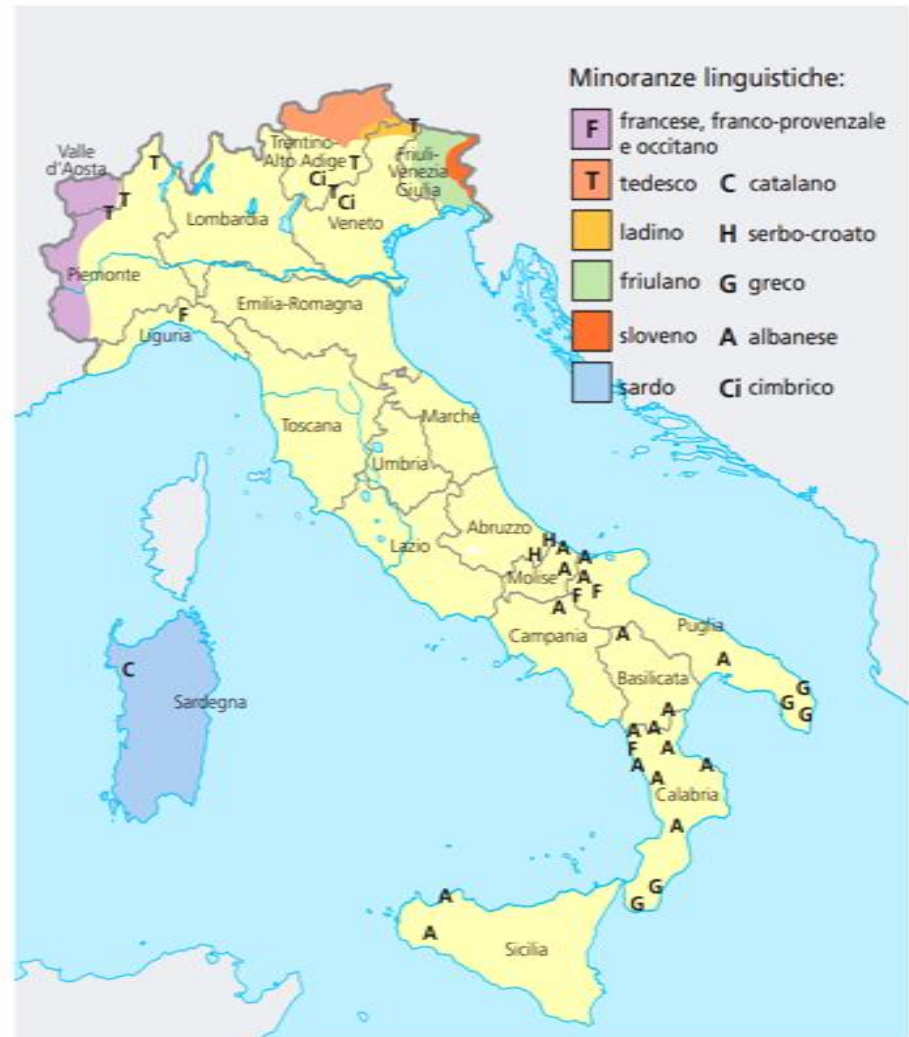 Minoranze linguistiche:
F francese, franco-provenzale
e occitano
T tedesco C catalano
ladino H serbo-croato
friulano G greco
sloveno A albanese
sardo Ci cimbrico
T
Valle
d'Aosta
T
Trentino-
Alto Adige
T
Friuli-
Venezia
Giulia
Ci
T
Ci
T
T
Lombardia
Veneto
Piemonte
Emilia-Romagna
F
Liguria
Toscana
Marche
Umbria
Abruzzo
Lazio
H
A
H
A
A
Molise
A
F
F
A
Campania
Puglia
A
A
Basilicata
C
Sardegna
G
G
G
A
A
A
F
A
A
A
A
Calabria
A
G
G
A
A
Sicilia